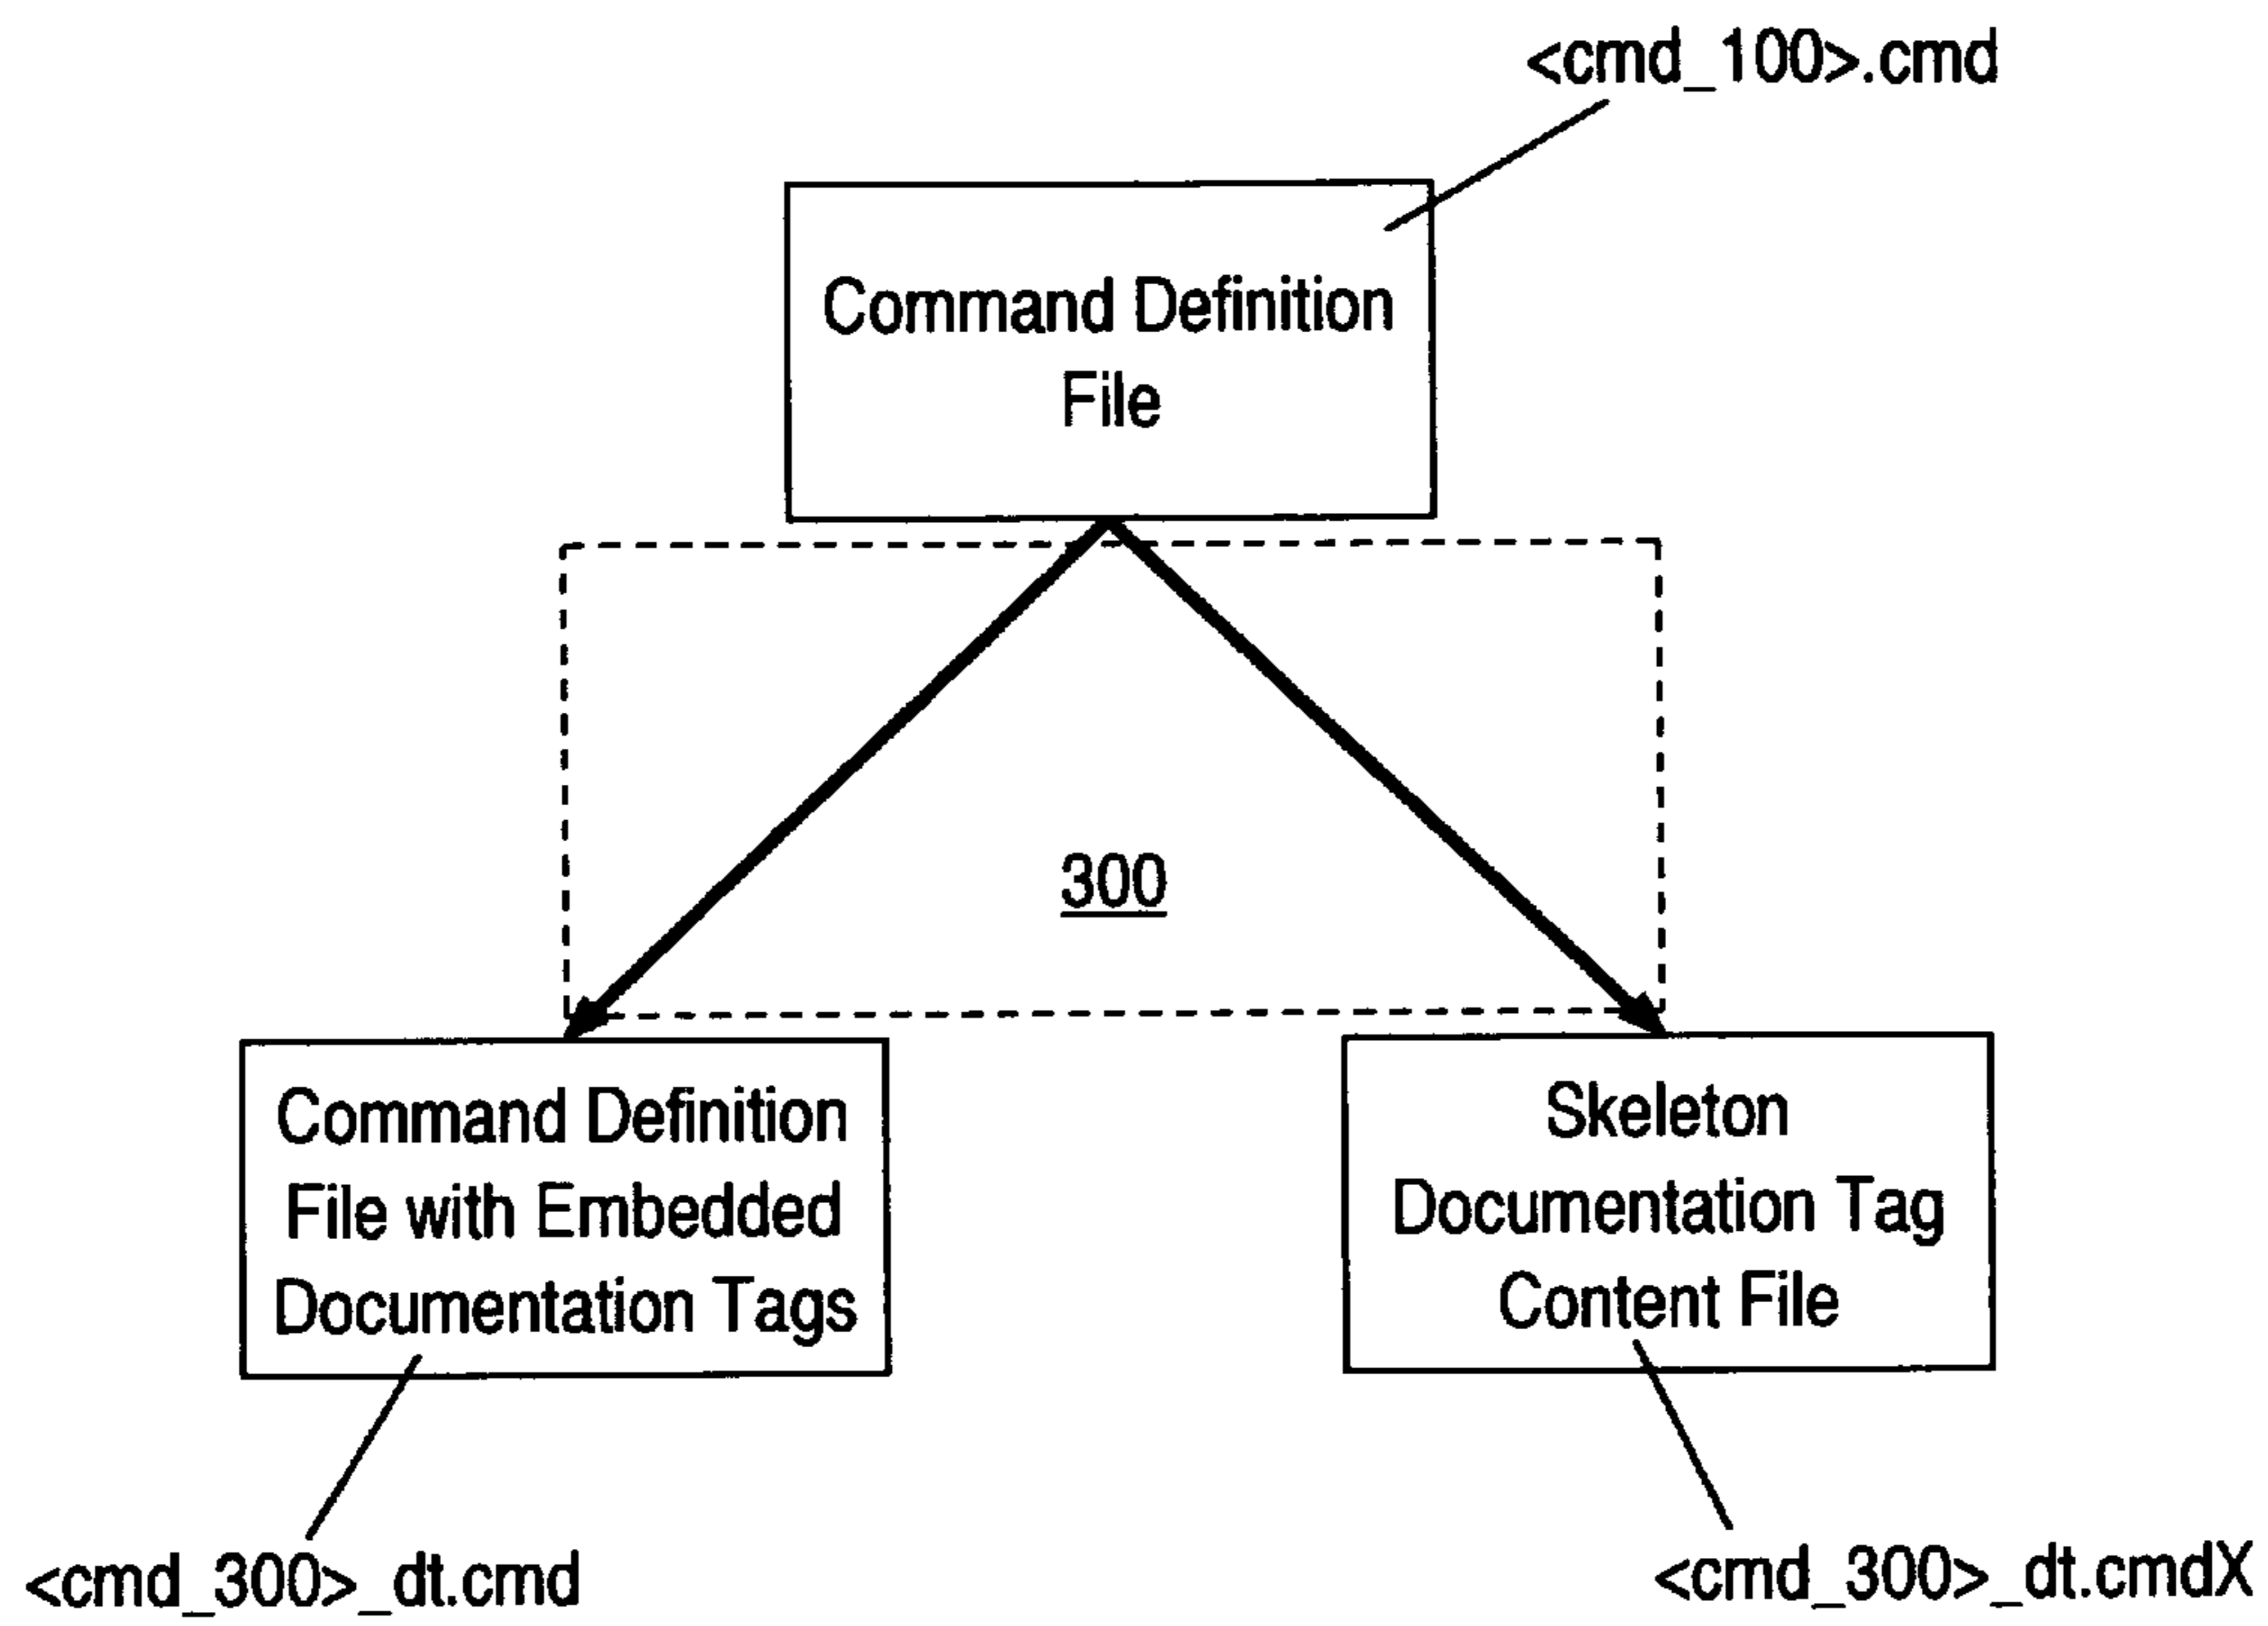 <cmd_100>.cmd
Command Definition
File
300
Command Definition
File with Embedded
Documentation Tags
Skeleton
Documentation Tag
Content File
<cmd_300>_dt.cmd
<cmd_300>_dt.cmdX